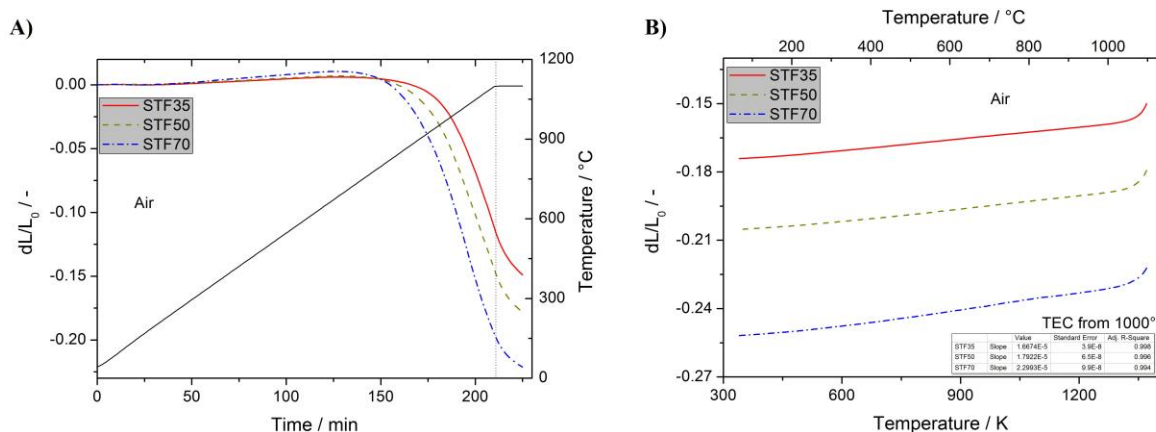 A)
0.00
-0.05
-0.10
-0.15
-0.20
dL/L0 / -
STF35
STF50
STF70
Air
1200
900
600
300
0
Temperature / °C
0 50 100 150 200
Time / min
B)
Temperature / °C
200 400 600 800 1000
-0.15
-0.18
-0.21
-0.24
-0.27
dL/L0 / -
STF35
STF50
STF70
Air
TEC from 1000°
Value Standard Error Adj. R-Square
STF35 Slope 1.6674E-5 3.9E-8 0.998
STF50 Slope 1.7922E-5 6.5E-8 0.996
STF70 Slope 2.2993E-5 9.9E-8 0.994
600 900 1200
Temperature / K